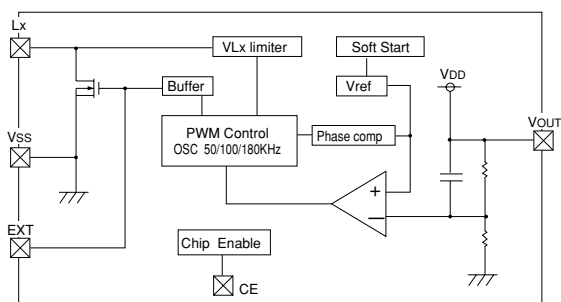 Lx
VLx limiter
Soft Start
Buffer
Vref
VDD
VOUT
PWM Control
OSC 50/100/180KHz
Phase comp
VSS
+
−
EXT
Chip Enable
CE